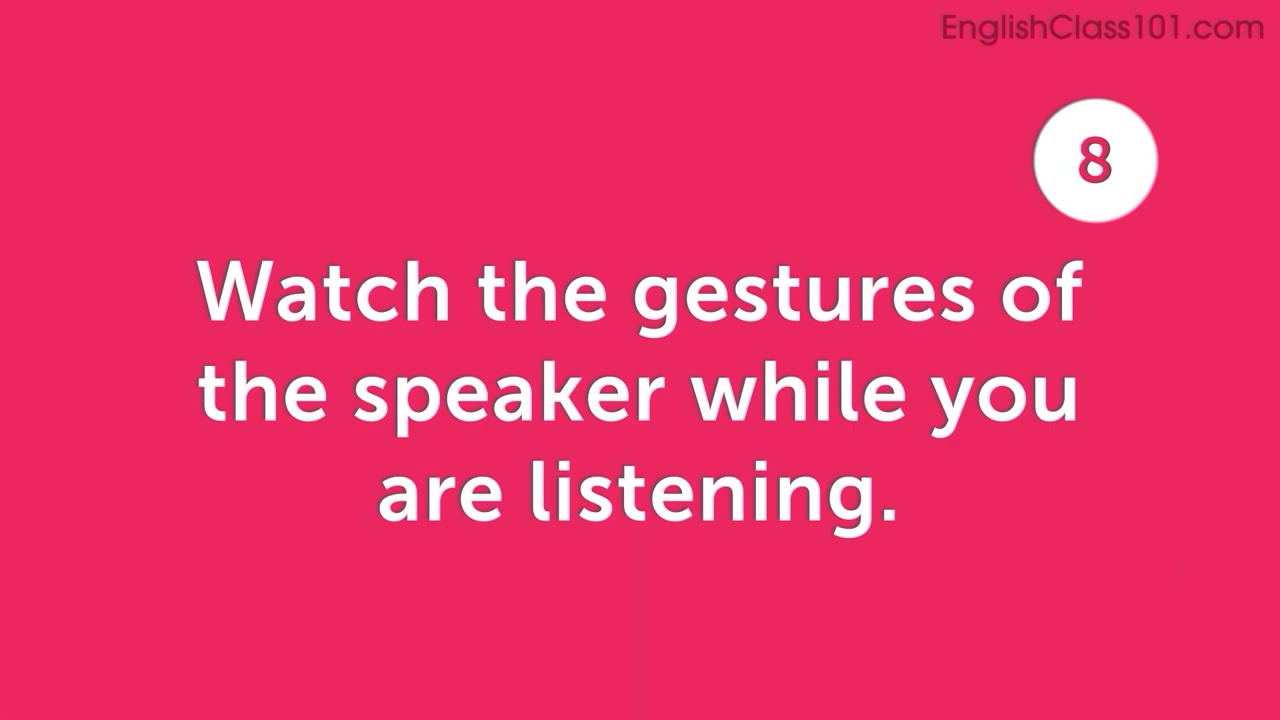 EnglishClass101.com
8
Watch the gestures of
the speaker while you
are listening.